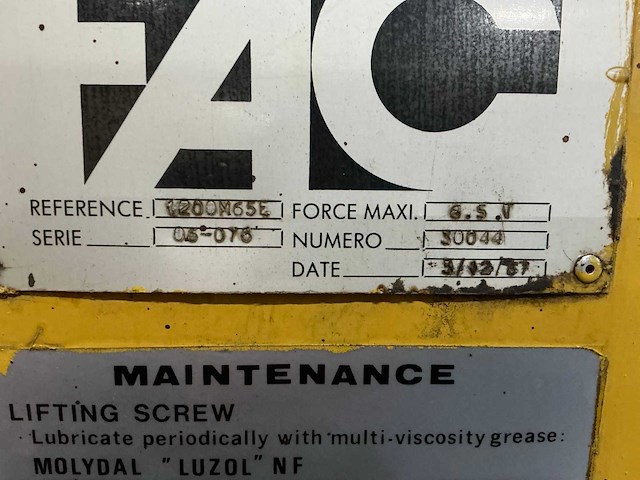 FAC
REFERENCE 1200M65E FORCE MAXI. 6.5.T
SERIE 05-076 NUMERO 30044
DATE 3/12/87
MAINTENANCE
LIFTING SCREW
· Lubricate periodically with multi-viscosity grease:
MOLYDAL "LUZOL" NF